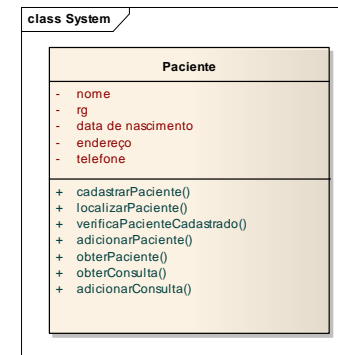 class System
Paciente
- nome
- rg
- data de nascimento
- endereço
- telefone
+ cadastrarPaciente()
+ localizarPaciente()
+ verificaPacienteCadastrado()
+ adicionarPaciente()
+ obterPaciente()
+ obterConsulta()
+ adicionarConsulta()